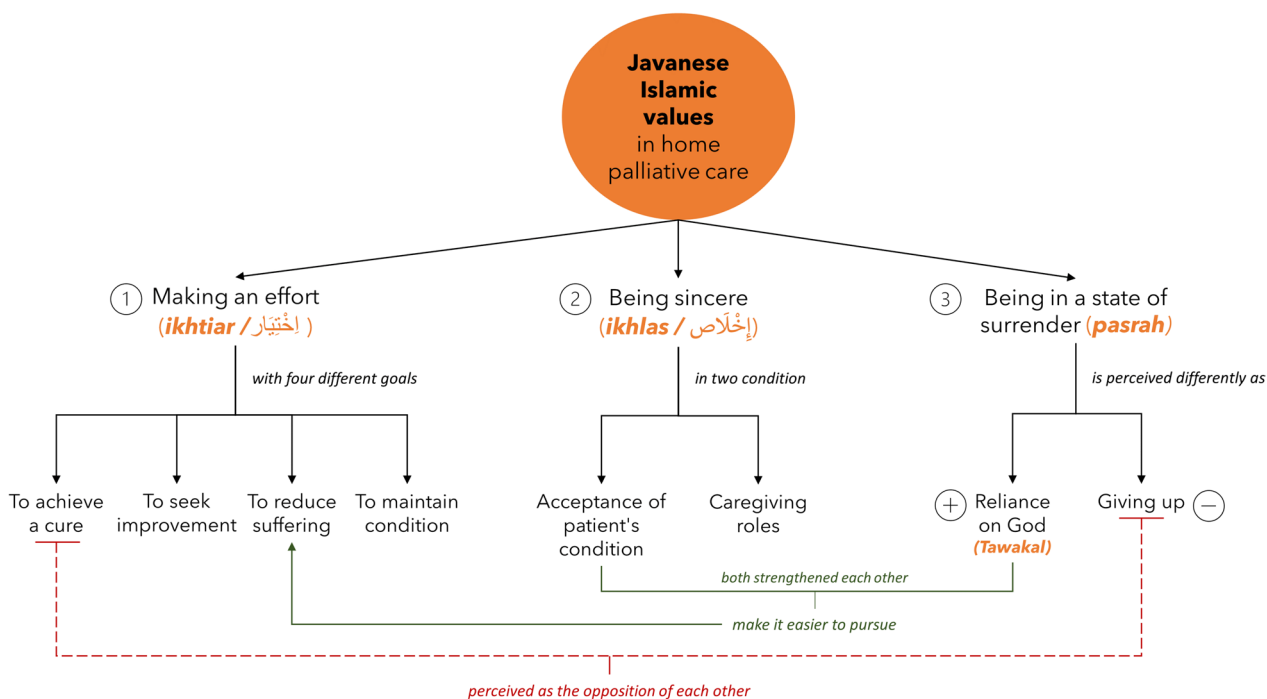 Javanese
Islamic
values
in home
palliative care
1 Making an effort
(ikhtiar / اِخْتِيَار )
2 Being sincere
(ikhlas / إِخْلَاص)
3 Being in a state of
surrender (pasrah)
with four different goals
in two condition
is perceived differently as
To achieve
a cure
To seek
improvement
To reduce
suffering
To maintain
condition
Acceptance of
patient's
condition
Caregiving
roles
+ Reliance
on God
(Tawakal)
Giving up −
both strengthened each other
make it easier to pursue
perceived as the opposition of each other